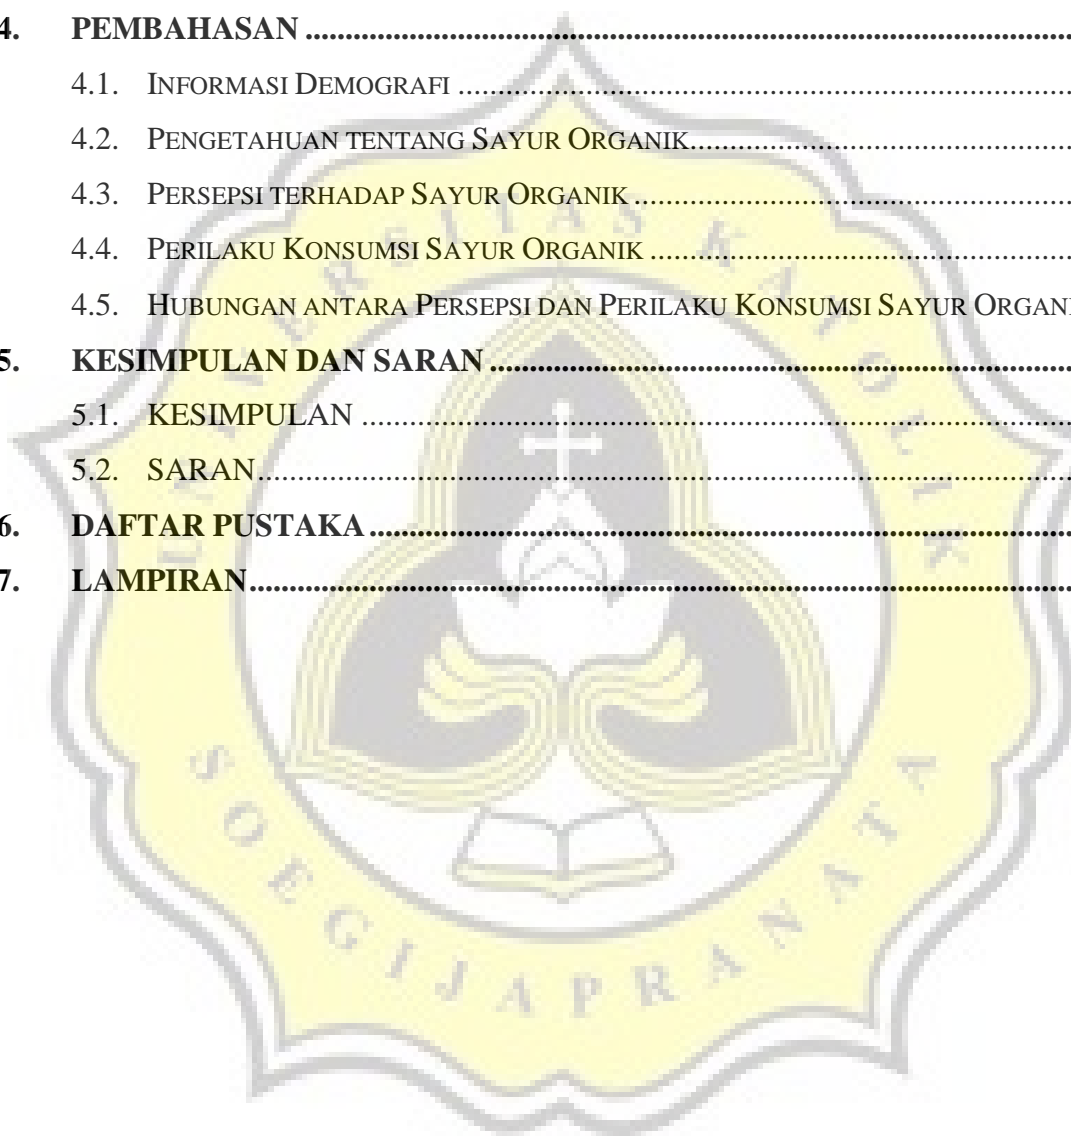 4. PEMBAHASAN ........................................................................
4.1. INFORMASI DEMOGRAFI ........................................................................
4.2. PENGETAHUAN TENTANG SAYUR ORGANIK........................................................................
4.3. PERSEPSI TERHADAP SAYUR ORGANIK ........................................................................
4.4. PERILAKU KONSUMSI SAYUR ORGANIK ........................................................................
4.5. HUBUNGAN ANTARA PERSEPSI DAN PERILAKU KONSUMSI SAYUR ORGANI
5. KESIMPULAN DAN SARAN ........................................................................
5.1. KESIMPULAN ........................................................................
5.2. SARAN........................................................................
6. DAFTAR PUSTAKA ........................................................................
7. LAMPIRAN........................................................................
UNIVERSITAS KATOLIK
SOEGIJAPRANATA